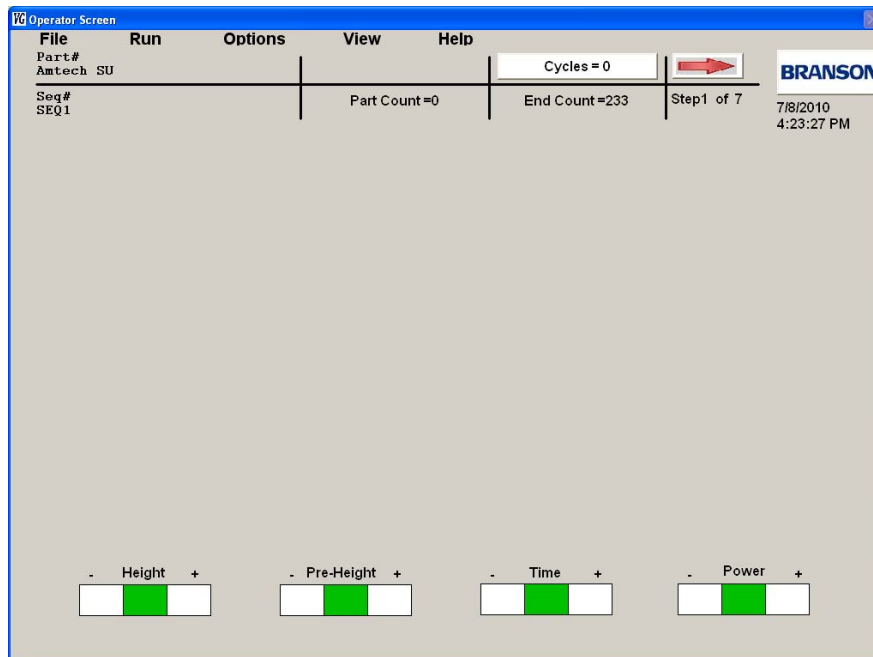 VG Operator Screen
File Run Options View Help
Part#
Amtech SU
Cycles = 0
BRANSON
Seq#
SEQ1
Part Count =0
End Count =233
Step1 of 7
7/8/2010
4:23:27 PM
- Height +
- Pre-Height +
- Time +
- Power +